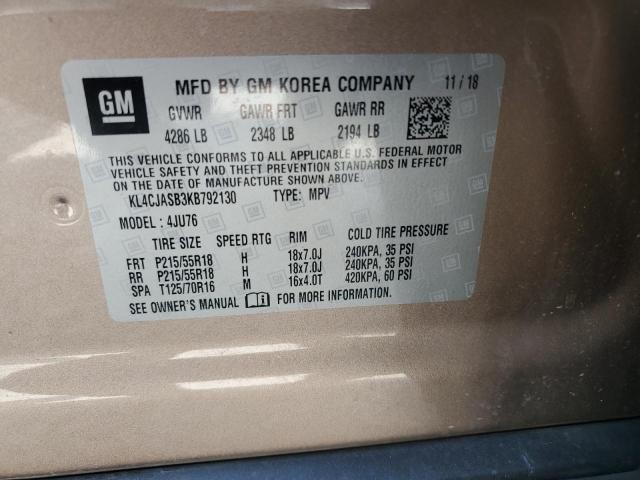 GM
MFD BY GM KOREA COMPANY 11 / 18
GVWR GAWR FRT GAWR RR
4286 LB 2348 LB 2194 LB
THIS VEHICLE CONFORMS TO ALL APPLICABLE U.S. FEDERAL MOTOR
VEHICLE SAFETY AND THEFT PREVENTION STANDARDS IN EFFECT
ON THE DATE OF MANUFACTURE SHOWN ABOVE.
KL4CJASB3KB792130 TYPE: MPV
MODEL: 4JU76
TIRE SIZE SPEED RTG RIM COLD TIRE PRESSURE
FRT P215/55R18 H 18x7.0J 240KPA, 35 PSI
RR P215/55R18 H 18x7.0J 240KPA, 35 PSI
SPA T125/70R16 M 16x4.0T 420KPA, 60 PSI
SEE OWNER'S MANUAL FOR MORE INFORMATION.